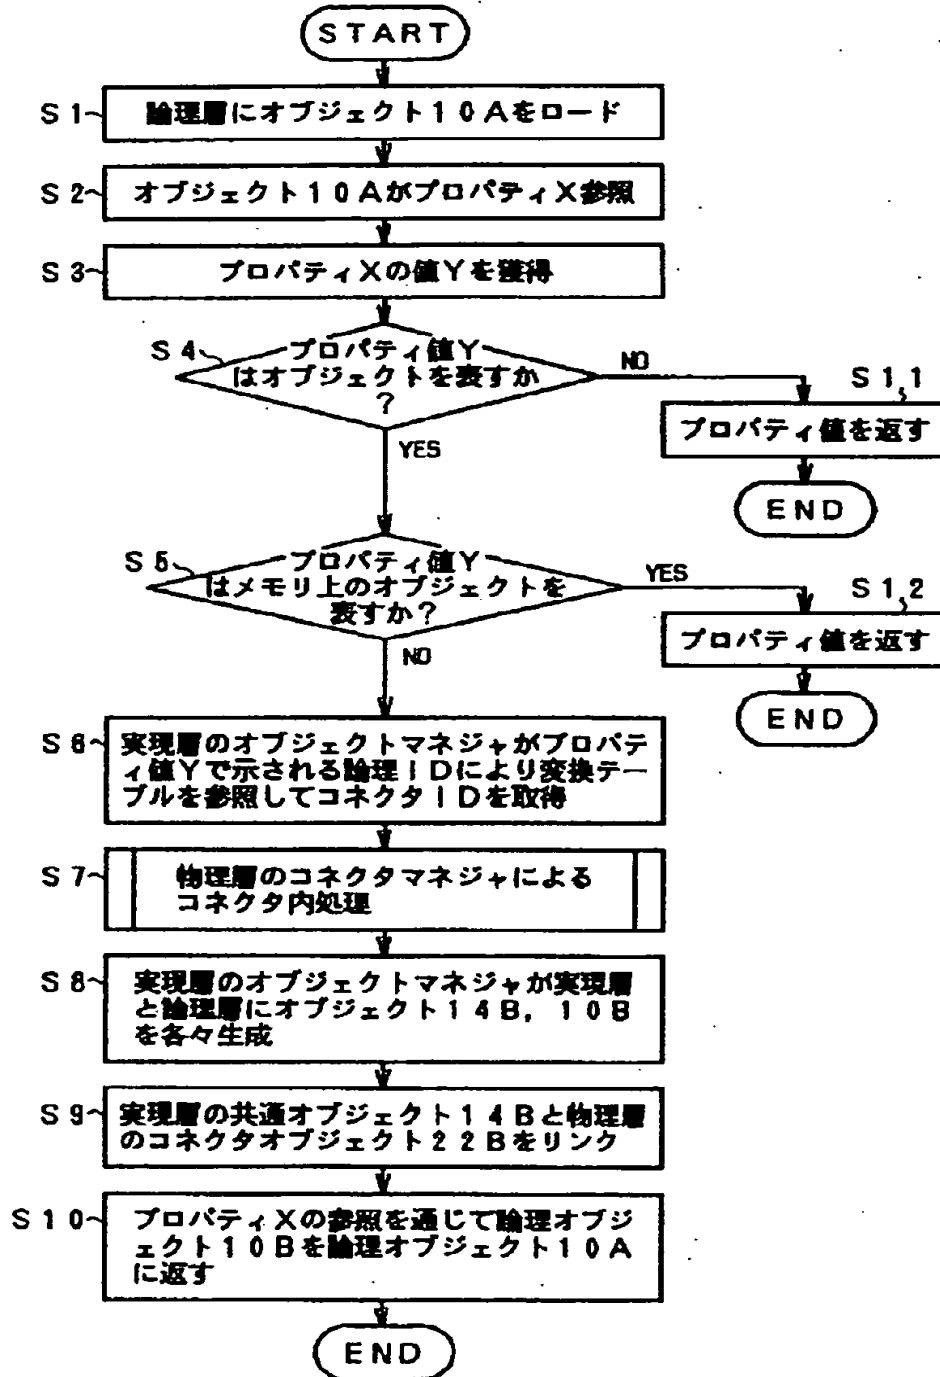 START
S1
論理層にオブジェクト10Aをロード
S2
オブジェクト10AがプロパティX参照
S3
プロパティXの値Yを獲得
S4
プロパティ値Y
はオブジェクトを表すか
?
NO
YES
S11
プロパティ値を返す
END
S5
プロパティ値Y
はメモリ上のオブジェクトを
表すか?
YES
NO
S12
プロパティ値を返す
END
S6
実現層のオブジェクトマネジャがプロパテ
ィ値Yで示される論理IDにより変換テー
ブルを参照してコネクタIDを取得
S7
物理層のコネクタマネジャによる
コネクタ内処理
S8
実現層のオブジェクトマネジャが実現層
と論理層にオブジェクト14B,10B
を各々生成
S9
実現層の共通オブジェクト14Bと物理層
のコネクタオブジェクト22Bをリンク
S10
プロパティXの参照を通じて論理オブジ
ェクト10Bを論理オブジェクト10A
に返す
END